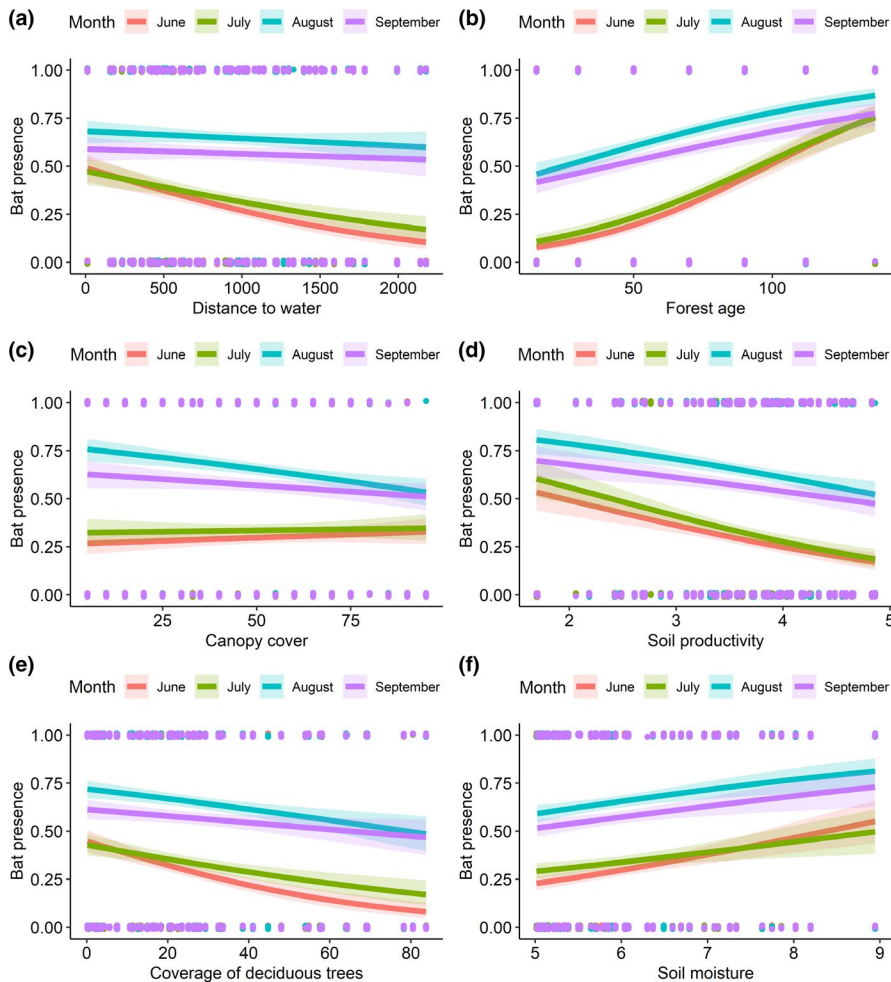 (a)
Month June July August September
Bat presence
1.00
0.75
0.50
0.25
0.00
0 500 1000 1500 2000
Distance to water
(b)
Month June July August September
Bat presence
1.00
0.75
0.50
0.25
0.00
50 100
Forest age
(c)
Month June July August September
Bat presence
1.00
0.75
0.50
0.25
0.00
25 50 75
Canopy cover
(d)
Month June July August September
Bat presence
1.00
0.75
0.50
0.25
0.00
2 3 4 5
Soil productivity
(e)
Month June July August September
Bat presence
1.00
0.75
0.50
0.25
0.00
0 20 40 60 80
Coverage of deciduous trees
(f)
Month June July August September
Bat presence
1.00
0.75
0.50
0.25
0.00
5 6 7 8 9
Soil moisture